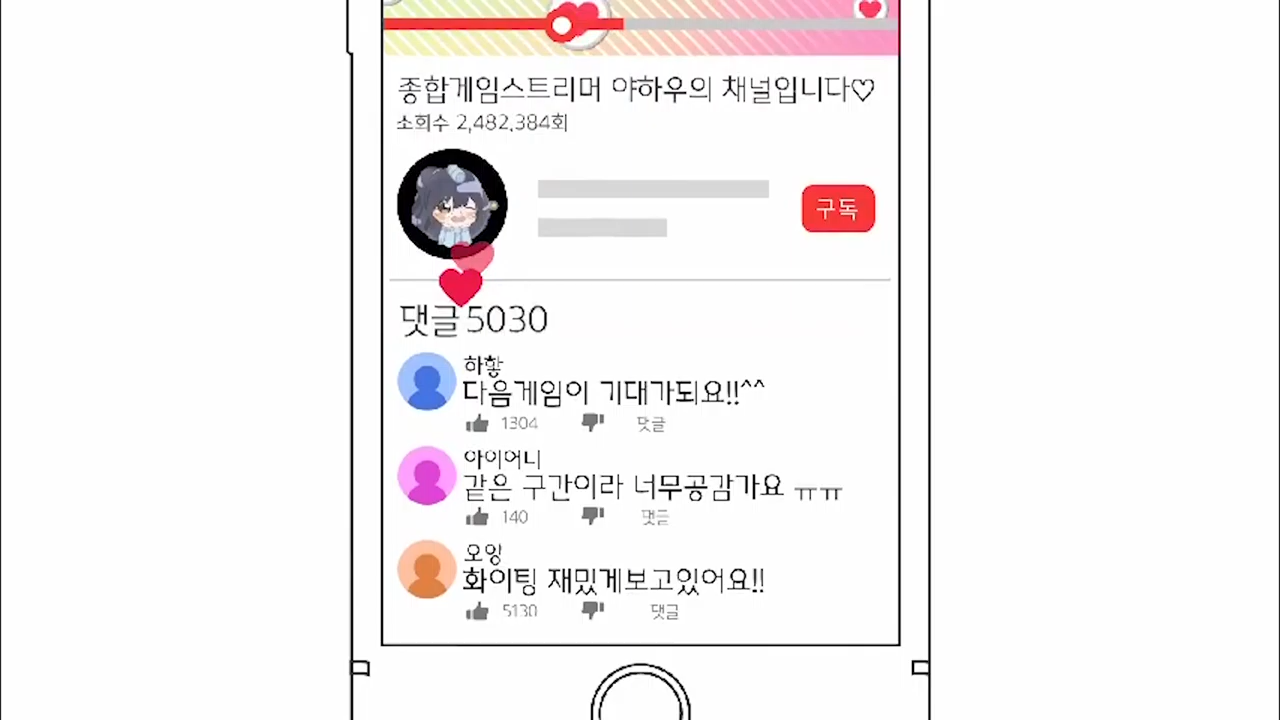 종합게임스트리머 야하우의 채널입니다♡
소회수 2,482,384회
구독
댓글 5030
하핳
다음게임이 기대가되요!!^^
1304 댓글
아이어니
같은 구간이라 너무공감가요 ㅠㅠ
140 댓글
오잉
화이팅 재밌게보고있어요!!
5130 댓글